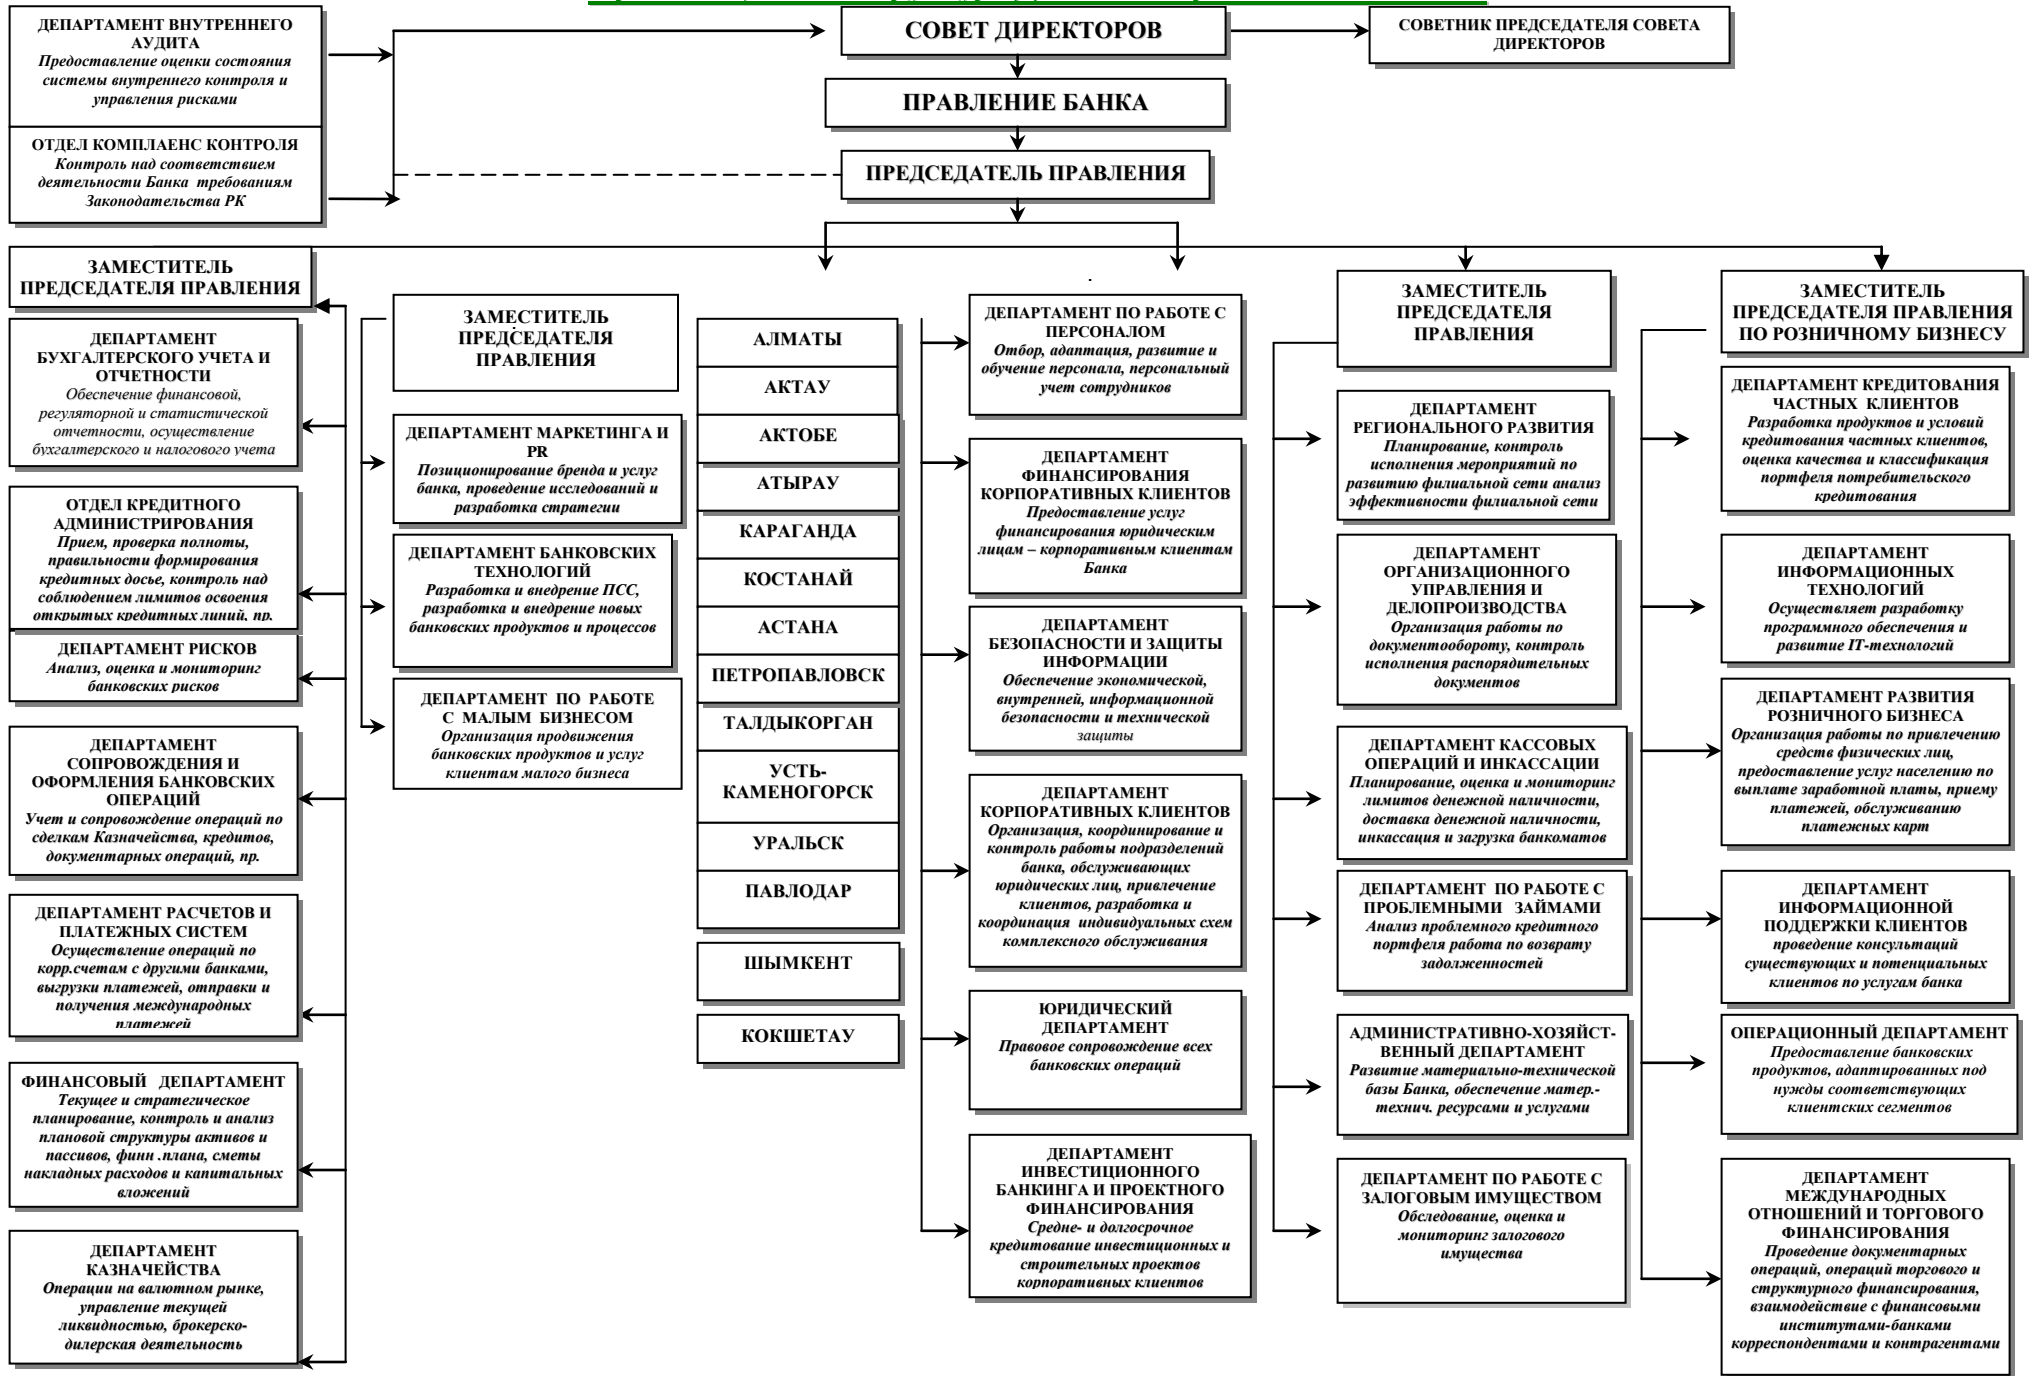 ДЕПАРТАМЕНТ ВНУТРЕННЕГО
АУДИТА
Предоставление оценки состояния
системы внутреннего контроля и
управления рисками
ОТДЕЛ КОМПЛАЕНС КОНТРОЛЯ
Контроль над соответствием
деятельности Банка требованиям
Законодательства РК
СОВЕТ ДИРЕКТОРОВ
СОВЕТНИК ПРЕДСЕДАТЕЛЯ СОВЕТА
ДИРЕКТОРОВ
ПРАВЛЕНИЕ БАНКА
ПРЕДСЕДАТЕЛЬ ПРАВЛЕНИЯ
ЗАМЕСТИТЕЛЬ
ПРЕДСЕДАТЕЛЯ ПРАВЛЕНИЯ
ДЕПАРТАМЕНТ
БУХГАЛТЕРСКОГО УЧЕТА И
ОТЧЕТНОСТИ
Обеспечение финансовой,
регуляторной и статистической
отчетности, осуществление
бухгалтерского и налогового учета
ОТДЕЛ КРЕДИТНОГО
АДМИНИСТРИРОВАНИЯ
Прием, проверка полноты,
правильности формирования
кредитных досье, контроль над
соблюдением лимитов освоения
открытых кредитных линий, пр.
ДЕПАРТАМЕНТ РИСКОВ
Анализ, оценка и мониторинг
банковских рисков
ДЕПАРТАМЕНТ
СОПРОВОЖДЕНИЯ И
ОФОРМЛЕНИЯ БАНКОВСКИХ
ОПЕРАЦИЙ
Учет и сопровождение операций по
сделкам Казначейства, кредитов,
документарных операций, пр.
ДЕПАРТАМЕНТ РАСЧЕТОВ И
ПЛАТЕЖНЫХ СИСТЕМ
Осуществление операций по
корр.счетам с другими банками,
выгрузки платежей, отправки и
получения международных
платежей
ФИНАНСОВЫЙ ДЕПАРТАМЕНТ
Текущее и стратегическое
планирование, контроль и анализ
плановой структуры активов и
пассивов, финн .плана, сметы
накладных расходов и капитальных
вложений
ДЕПАРТАМЕНТ
КАЗНАЧЕЙСТВА
Операции на валютном рынке,
управление текущей
ликвидностью, брокерско-
дилерская деятельность
ЗАМЕСТИТЕЛЬ
ПРЕДСЕДАТЕЛЯ
ПРАВЛЕНИЯ
ДЕПАРТАМЕНТ МАРКЕТИНГА И
PR
Позиционирование бренда и услуг
банка, проведение исследований и
разработка стратегии
ДЕПАРТАМЕНТ БАНКОВСКИХ
ТЕХНОЛОГИЙ
Разработка и внедрение ПСС,
разработка и внедрение новых
банковских продуктов и процессов
ДЕПАРТАМЕНТ ПО РАБОТЕ
С МАЛЫМ БИЗНЕСОМ
Организация продвижения
банковских продуктов и услуг
клиентам малого бизнеса
АЛМАТЫ
АКТАУ
АКТОБЕ
АТЫРАУ
КАРАГАНДА
КОСТАНАЙ
АСТАНА
ПЕТРОПАВЛОВСК
ТАЛДЫКОРГАН
УСТЬ-
КАМЕНОГОРСК
УРАЛЬСК
ПАВЛОДАР
ШЫМКЕНТ
КОКШЕТАУ
ДЕПАРТАМЕНТ ПО РАБОТЕ С
ПЕРСОНАЛОМ
Отбор, адаптация, развитие и
обучение персонала, персональный
учет сотрудников
ДЕПАРТАМЕНТ
ФИНАНСИРОВАНИЯ
КОРПОРАТИВНЫХ КЛИЕНТОВ
Предоставление услуг
финансирования юридическим
лицам – корпоративным клиентам
Банка
ДЕПАРТАМЕНТ
БЕЗОПАСНОСТИ И ЗАЩИТЫ
ИНФОРМАЦИИ
Обеспечение экономической,
внутренней, информационной
безопасности и технической
защиты
ДЕПАРТАМЕНТ
КОРПОРАТИВНЫХ КЛИЕНТОВ
Организация, координирование и
контроль работы подразделений
банка, обслуживающих
юридических лиц, привлечение
клиентов, разработка и
координация индивидуальных схем
комплексного обслуживания
ЮРИДИЧЕСКИЙ
ДЕПАРТАМЕНТ
Правовое сопровождение всех
банковских операций
ДЕПАРТАМЕНТ
ИНВЕСТИЦИОННОГО
БАНКИНГА И ПРОЕКТНОГО
ФИНАНСИРОВАНИЯ
Средне- и долгосрочное
кредитование инвестиционных и
строительных проектов
корпоративных клиентов
ЗАМЕСТИТЕЛЬ
ПРЕДСЕДАТЕЛЯ
ПРАВЛЕНИЯ
ДЕПАРТАМЕНТ
РЕГИОНАЛЬНОГО РАЗВИТИЯ
Планирование, контроль
исполнения мероприятий по
развитию филиальной сети анализ
эффективности филиальной сети
ДЕПАРТАМЕНТ
ОРГАНИЗАЦИОННОГО
УПРАВЛЕНИЯ И
ДЕЛОПРОИЗВОДСТВА
Организация работы по
документообороту, контроль
исполнения распорядительных
документов
ДЕПАРТАМЕНТ КАССОВЫХ
ОПЕРАЦИЙ И ИНКАССАЦИИ
Планирование, оценка и мониторинг
лимитов денежной наличности,
доставка денежной наличности,
инкассация и загрузка банкоматов
ДЕПАРТАМЕНТ ПО РАБОТЕ С
ПРОБЛЕМНЫМИ ЗАЙМАМИ
Анализ проблемного кредитного
портфеля работа по возврату
задолженностей
АДМИНИСТРАТИВНО-ХОЗЯЙСТ-
ВЕННЫЙ ДЕПАРТАМЕНТ
Развитие материально-технической
базы Банка, обеспечение матер.-
технич. ресурсами и услугами
ДЕПАРТАМЕНТ ПО РАБОТЕ С
ЗАЛОГОВЫМ ИМУЩЕСТВОМ
Обследование, оценка и
мониторинг залогового
имущества
ЗАМЕСТИТЕЛЬ
ПРЕДСЕДАТЕЛЯ ПРАВЛЕНИЯ
ПО РОЗНИЧНОМУ БИЗНЕСУ
ДЕПАРТАМЕНТ КРЕДИТОВАНИЯ
ЧАСТНЫХ КЛИЕНТОВ
Разработка продуктов и условий
кредитования частных клиентов,
оценка качества и классификация
портфеля потребительского
кредитования
ДЕПАРТАМЕНТ
ИНФОРМАЦИОННЫХ
ТЕХНОЛОГИЙ
Осуществляет разработку
программного обеспечения и
развитие IT-технологий
ДЕПАРТАМЕНТ РАЗВИТИЯ
РОЗНИЧНОГО БИЗНЕСА
Организация работы по привлечению
средств физических лиц,
предоставление услуг населению по
выплате заработной платы, приему
платежей, обслуживанию
платежных карт
ДЕПАРТАМЕНТ
ИНФОРМАЦИОННОЙ
ПОДДЕРЖКИ КЛИЕНТОВ
проведение консультаций
существующих и потенциальных
клиентов по услугам банка
ОПЕРАЦИОННЫЙ ДЕПАРТАМЕНТ
Предоставление банковских
продуктов, адаптированных под
нужды соответствующих
клиентских сегментов
ДЕПАРТАМЕНТ
МЕЖДУНАРОДНЫХ
ОТНОШЕНИЙ И ТОРГОВОГО
ФИНАНСИРОВАНИЯ
Проведение документарных
операций, операций торгового и
структурного финансирования,
взаимодействие с финансовыми
институтами-банками
корреспондентами и контрагентами